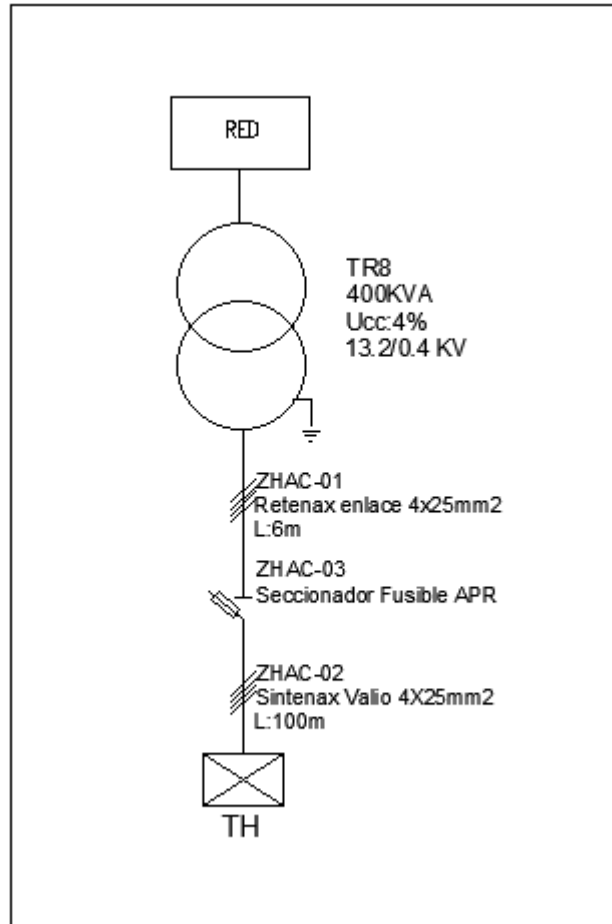 RED
TR8
400KVA
Ucc:4%
13.2/0.4 KV
ZHAC-01
Retenax enlace 4x25mm2
L:6m
ZHAC-03
Seccionador Fusible APR
ZHAC-02
Sintenax Valio 4X25mm2
L:100m
TH